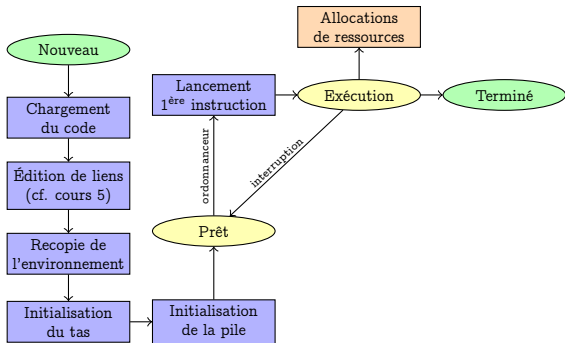 Nouveau
Chargement
du code
Édition de liens
(cf. cours 5)
Recopie de
l'environnement
Initialisation
du tas
Initialisation
de la pile
Prêt
ordonnanceur
Lancement
1ère instruction
Exécution
interruption
Allocations
de ressources
Terminé